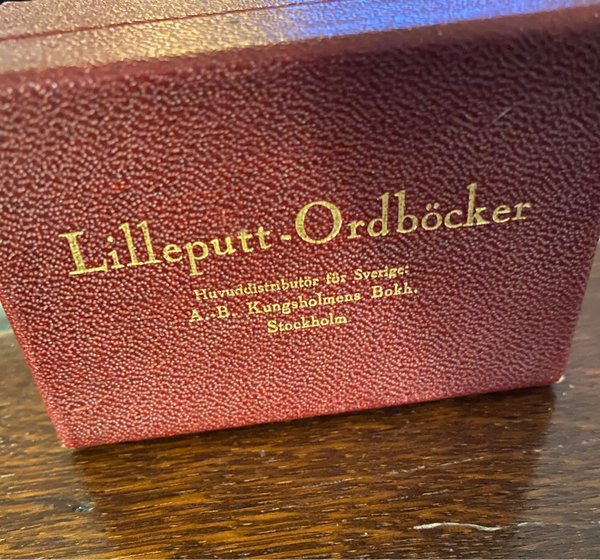 Lilleputt-Ordböcker
Huvuddistributör för Sverige:
A.-B. Kungsholmens Bokh.
Stockholm